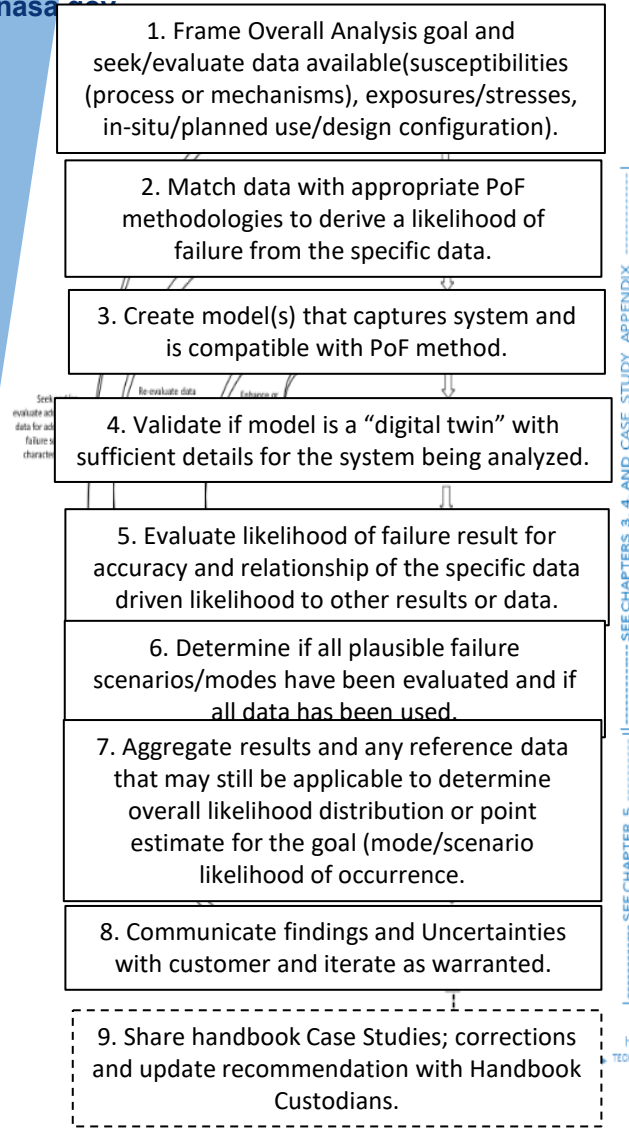 nasa.gov
1. Frame Overall Analysis goal and
seek/evaluate data available(susceptibilities
(process or mechanisms), exposures/stresses,
in-situ/planned use/design configuration).
2. Match data with appropriate PoF
methodologies to derive a likelihood of
failure from the specific data.
3. Create model(s) that captures system and
is compatible with PoF method.
Seek
evaluate
data for
failure
Re-evaluate data
Enhance or
4. Validate if model is a “digital twin” with
sufficient details for the system being analyzed.
5. Evaluate likelihood of failure result for
accuracy and relationship of the specific data
driven likelihood to other results or data.
6. Determine if all plausible failure
scenarios/modes have been evaluated and if
all data has been used.
7. Aggregate results and any reference data
that may still be applicable to determine
overall likelihood distribution or point
estimate for the goal (mode/scenario
likelihood of occurrence.
8. Communicate findings and Uncertainties
with customer and iterate as warranted.
9. Share handbook Case Studies; corrections
and update recommendation with Handbook
Custodians.
SEE CHAPTERS 3, 4 AND CASE STUDY APPENDIX
SEE CHAPTER 5